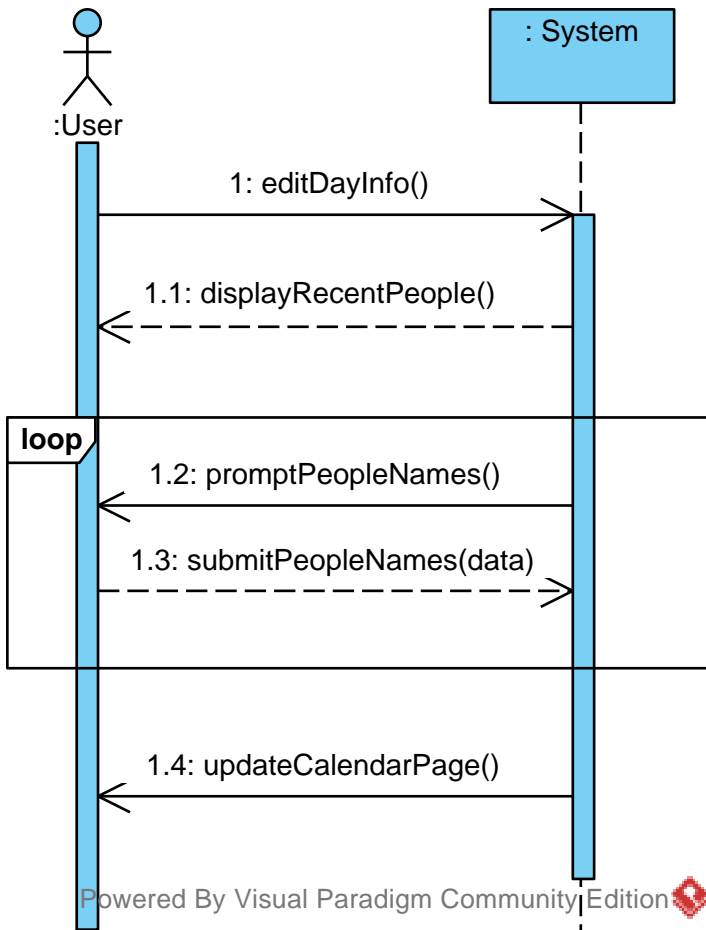 : System
:User
1: editDayInfo()
1.1: displayRecentPeople()
loop
1.2: promptPeopleNames()
1.3: submitPeopleNames(data)
1.4: updateCalendarPage()
Powered By Visual Paradigm Community Edition